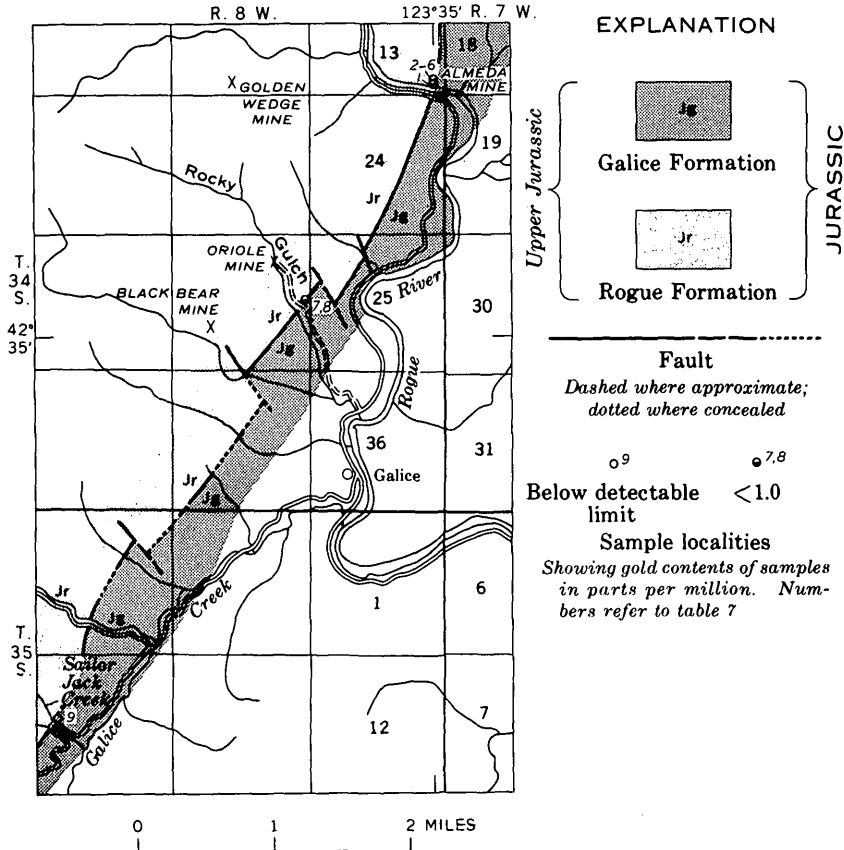 R. 8 W.
123°35' R. 7 W.
13
18
2-6
1
ALMEDA
MINE
X GOLDEN
WEDGE
MINE
24
19
Rocky
Gulch
Jr
Jg
ORIOLE
MINE X
T.
34
S.
BLACK BEAR
MINE
X
42°
35'
7,8
25
River
30
Jr
Jg
Rogue
36
31
Galice
Jr
Jg
Creek
1
6
Jr
Jg
T.
35
S.
Sailor
Jack
Creek
9
Galice
12
7
0 1 2 MILES
EXPLANATION
Jg
Galice Formation
Jr
Rogue Formation
Upper Jurassic
JURASSIC
Fault
Dashed where approximate;
dotted where concealed
9
7,8
Below detectable
limit
<1.0
Sample localities
Showing gold contents of samples
in parts per million. Num-
bers refer to table 7